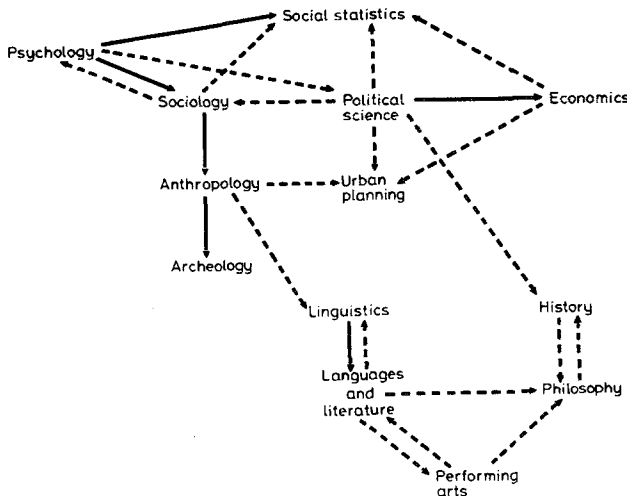 Social statistics
Psychology
Sociology
Political
science
Economics
Anthropology
Urban
planning
Archeology
Linguistics
History
Languages
and
literature
Philosophy
Performing
arts